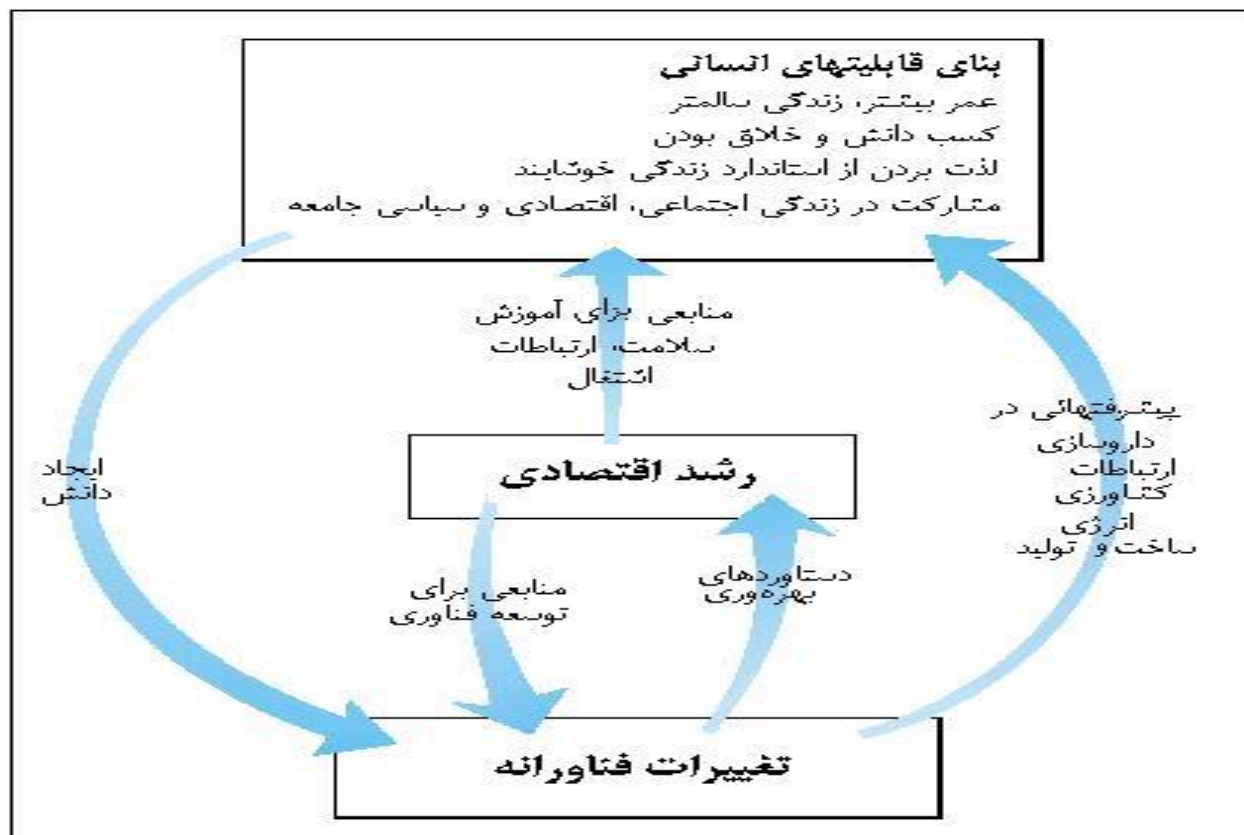 بنای قابلیتهای انسانی
عمر بیشتر، زندگی سالمتر
کسب دانش و خلاق بودن
لذت بردن از استاندارد زندگی خوشایند
مشارکت در زندگی اجتماعی، اقتصادی و سیاسی جامعه
منابعی برای آموزش
سلامت، ارتباطات
اشتغال
پیشرفتهائی در
داروسازی
ارتباطات
کشاورزی
انرژی
ساخت و تولید
ایجاد
دانش
رشد اقتصادی
دستاوردهای
بهره‌وری
منابعی برای
توسعه فناوری
تغییرات فناورانه